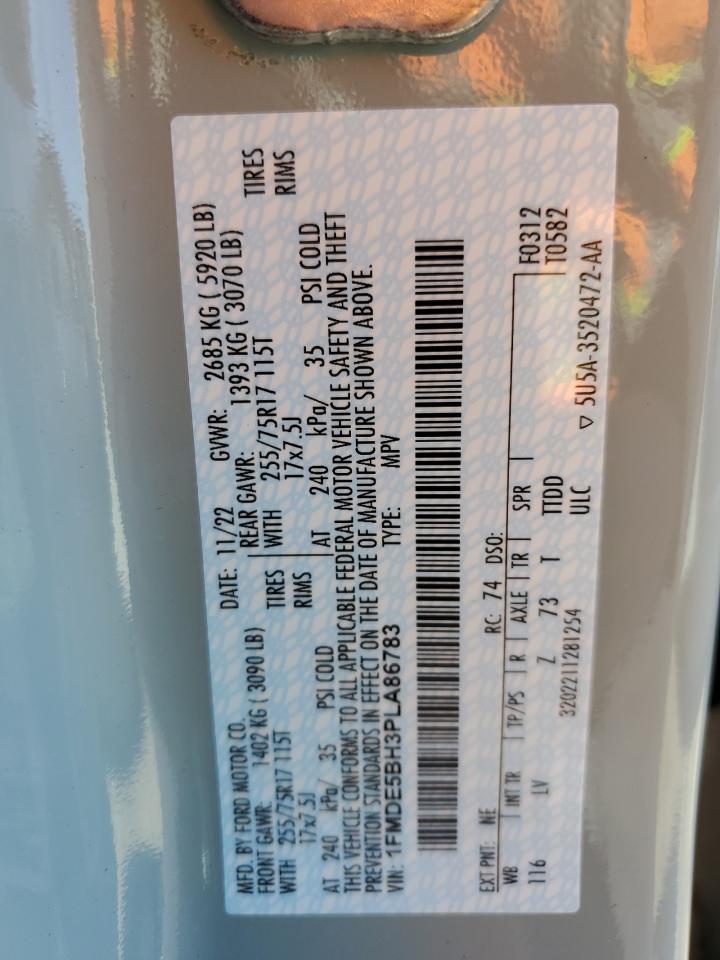 MFD. BY FORD MOTOR CO. DATE: 11/22 GVWR: 2685 KG ( 5920 LB)
FRONT GAWR: 1402 KG ( 3090 LB) REAR GAWR: 1393 KG ( 3070 LB)
WITH 255/75R17 115T TIRES WITH 255/75R17 115T TIRES
17x7.5J RIMS 17x7.5J RIMS
AT 240 kPa/ 35 PSI COLD AT 240 kPa/ 35 PSI COLD
THIS VEHICLE CONFORMS TO ALL APPLICABLE FEDERAL MOTOR VEHICLE SAFETY AND THEFT
PREVENTION STANDARDS IN EFFECT ON THE DATE OF MANUFACTURE SHOWN ABOVE.
VIN: 1FMDE5BH3PLA86783 TYPE: MPV
EXT PNT: NE RC: 74 DSO:
WB INT TR TP/PS R AXLE TR SPR F0312
116 LV Z 73 T TTDD T0582
3202211281254 ULC
▽ 5U5A-3520472-AA